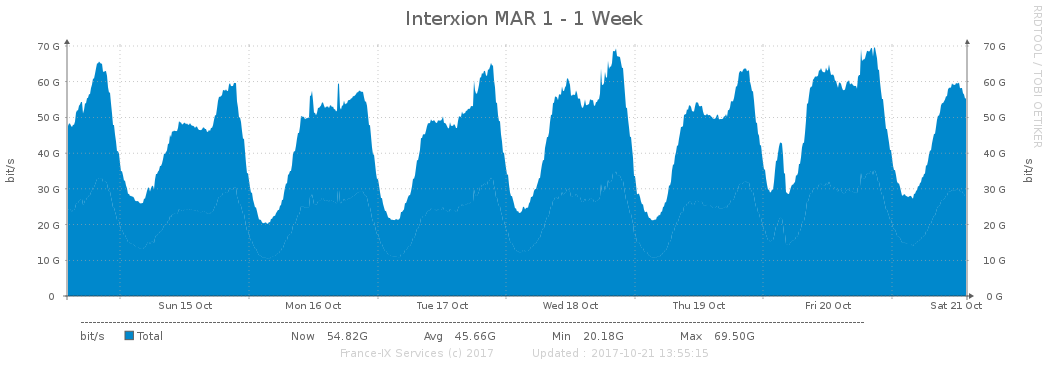 Interxion MAR 1 - 1 Week
RRDTOOL / TOBI OETIKER
70 G 70 G
60 G 60 G
50 G 50 G
40 G 40 G
30 G 30 G
20 G 20 G
10 G 10 G
0 0 G
bit/s bit/s
Sun 15 Oct Mon 16 Oct Tue 17 Oct Wed 18 Oct Thu 19 Oct Fri 20 Oct Sat 21 Oct
bit/s Total Now 54.82G Avg 45.66G Min 20.18G Max 69.50G
France-IX Services (c) 2017 Updated : 2017-10-21 13:55:15